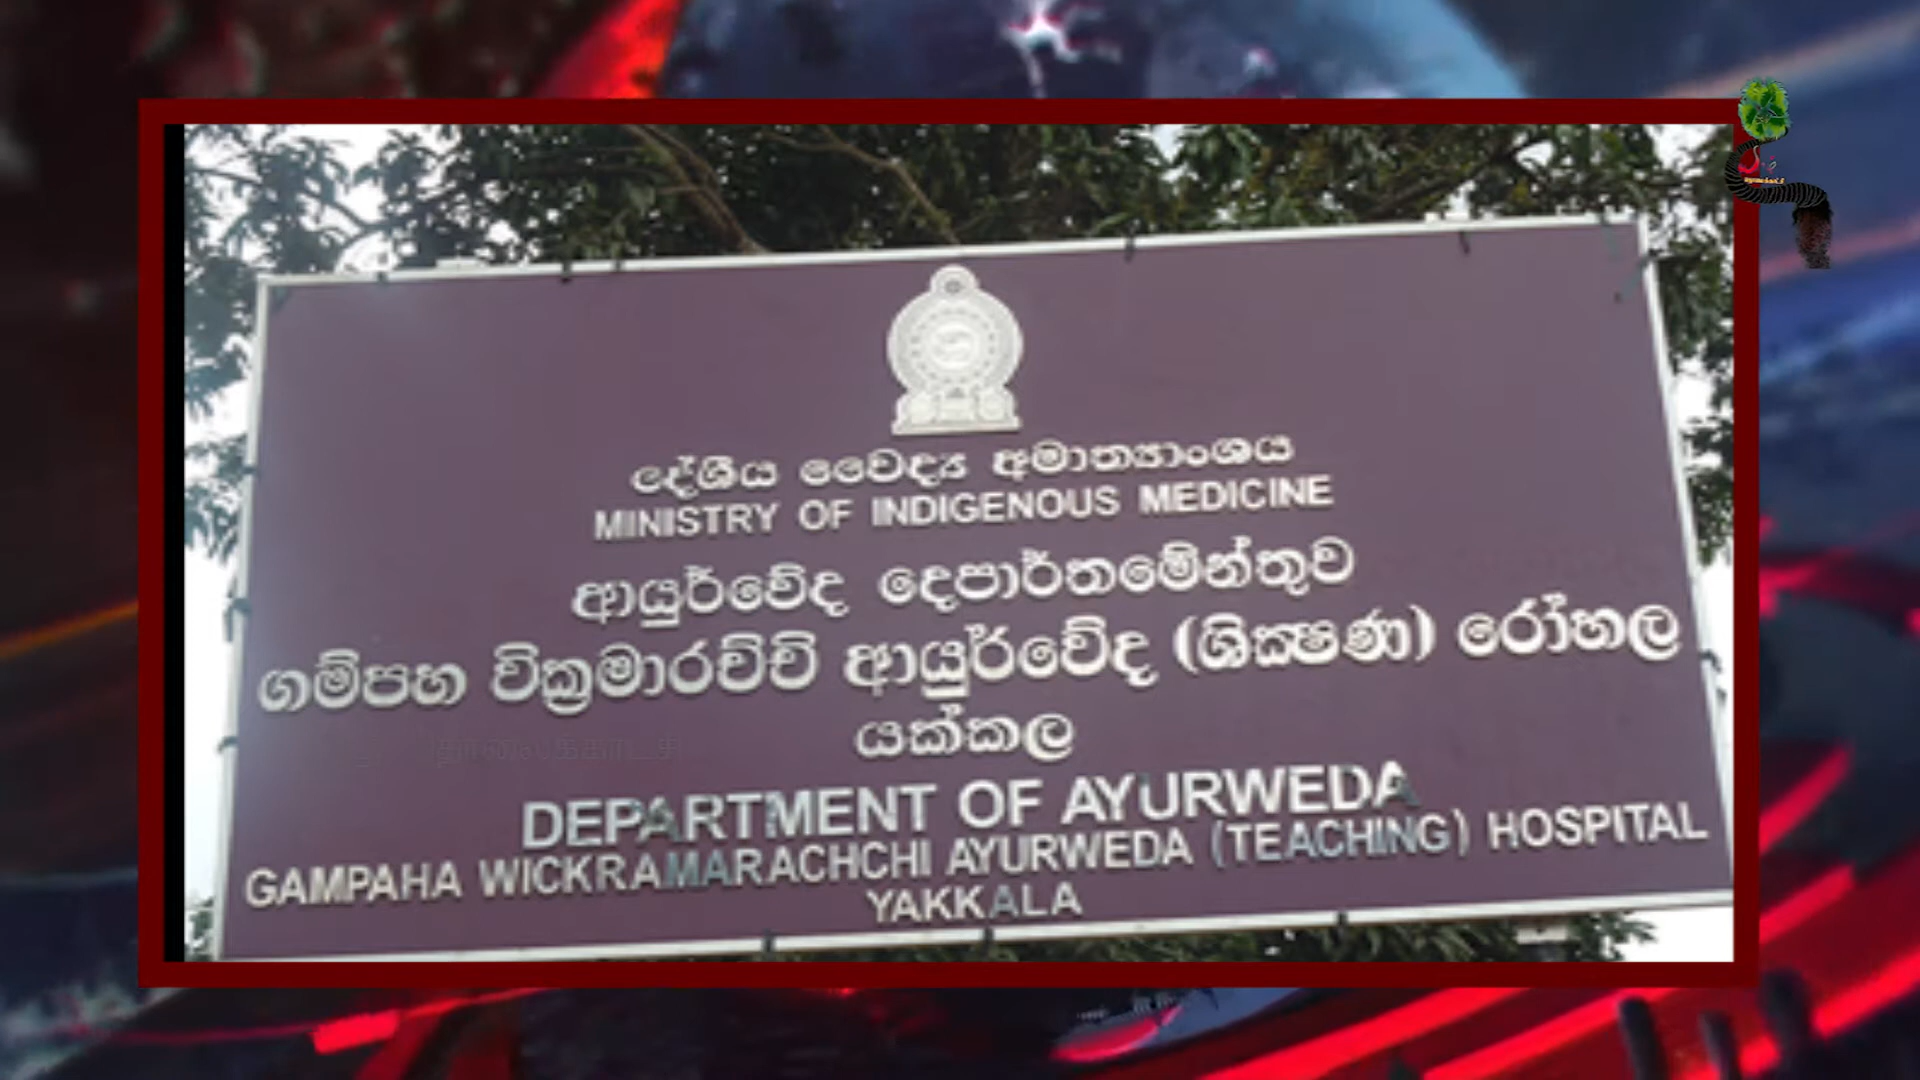 දේශීය වෛද්‍ය අමාත්‍යාංශය
MINISTRY OF INDIGENOUS MEDICINE
ආයුර්වේද දෙපාර්තමේන්තුව
ගම්පහ වික්‍රමාරච්චි ආයුර්වේද (ශික්ෂණ) රෝහල
යක්කල
DEPARTMENT OF AYURWEDA
GAMPAHA WICKRAMARACHCHI AYURWEDA (TEACHING) HOSPITAL
YAKKALA